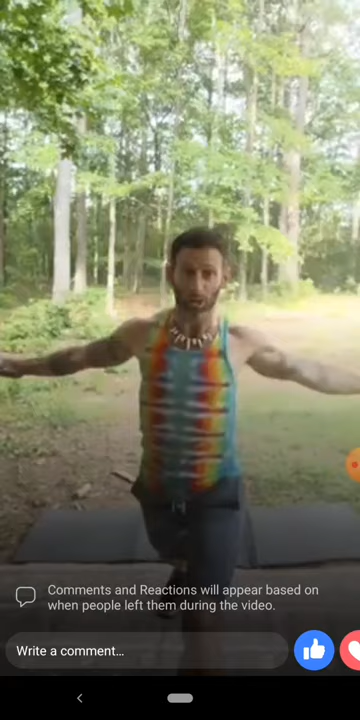 Comments and Reactions will appear based on
when people left them during the video.
Write a comment...